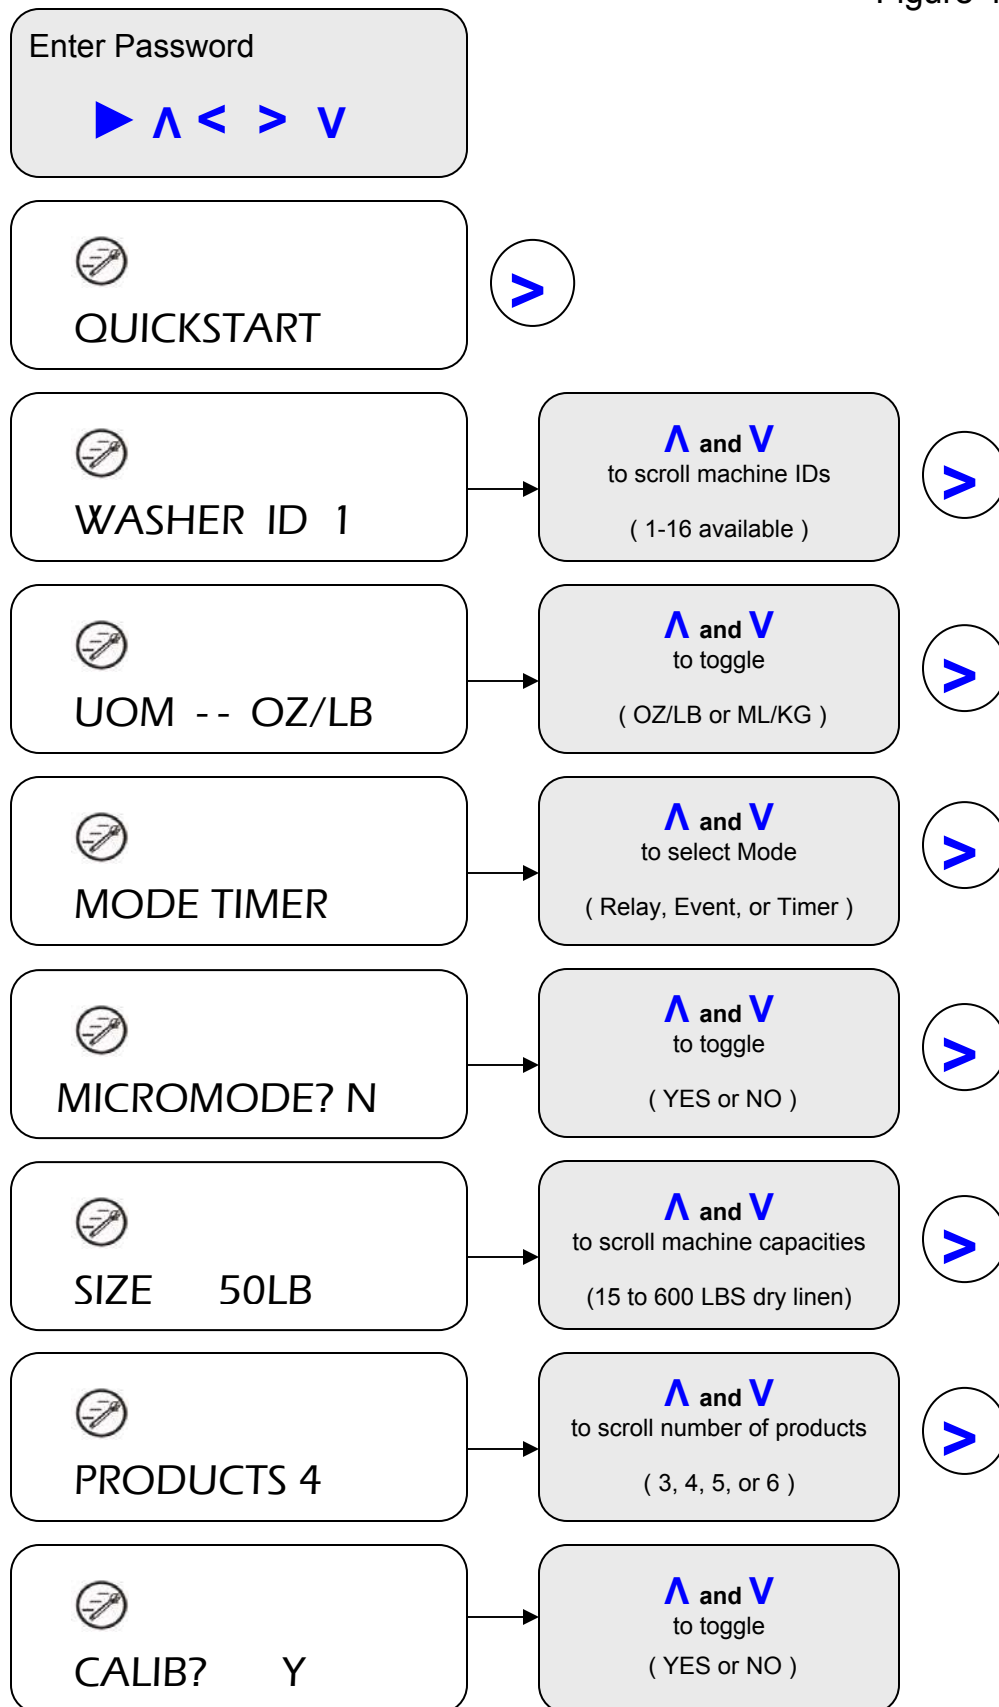 Figure
Enter Password
► ʌ < > v
QUICKSTART
>
WASHER ID 1
Λ and V
to scroll machine IDs
( 1-16 available )
>
UOM -- OZ/LB
Λ and V
to toggle
( OZ/LB or ML/KG )
>
MODE TIMER
Λ and V
to select Mode
( Relay, Event, or Timer )
>
MICROMODE? N
Λ and V
to toggle
( YES or NO )
>
SIZE 50LB
Λ and V
to scroll machine capacities
(15 to 600 LBS dry linen)
>
PRODUCTS 4
Λ and V
to scroll number of products
( 3, 4, 5, or 6 )
>
CALIB? Y
Λ and V
to toggle
( YES or NO )